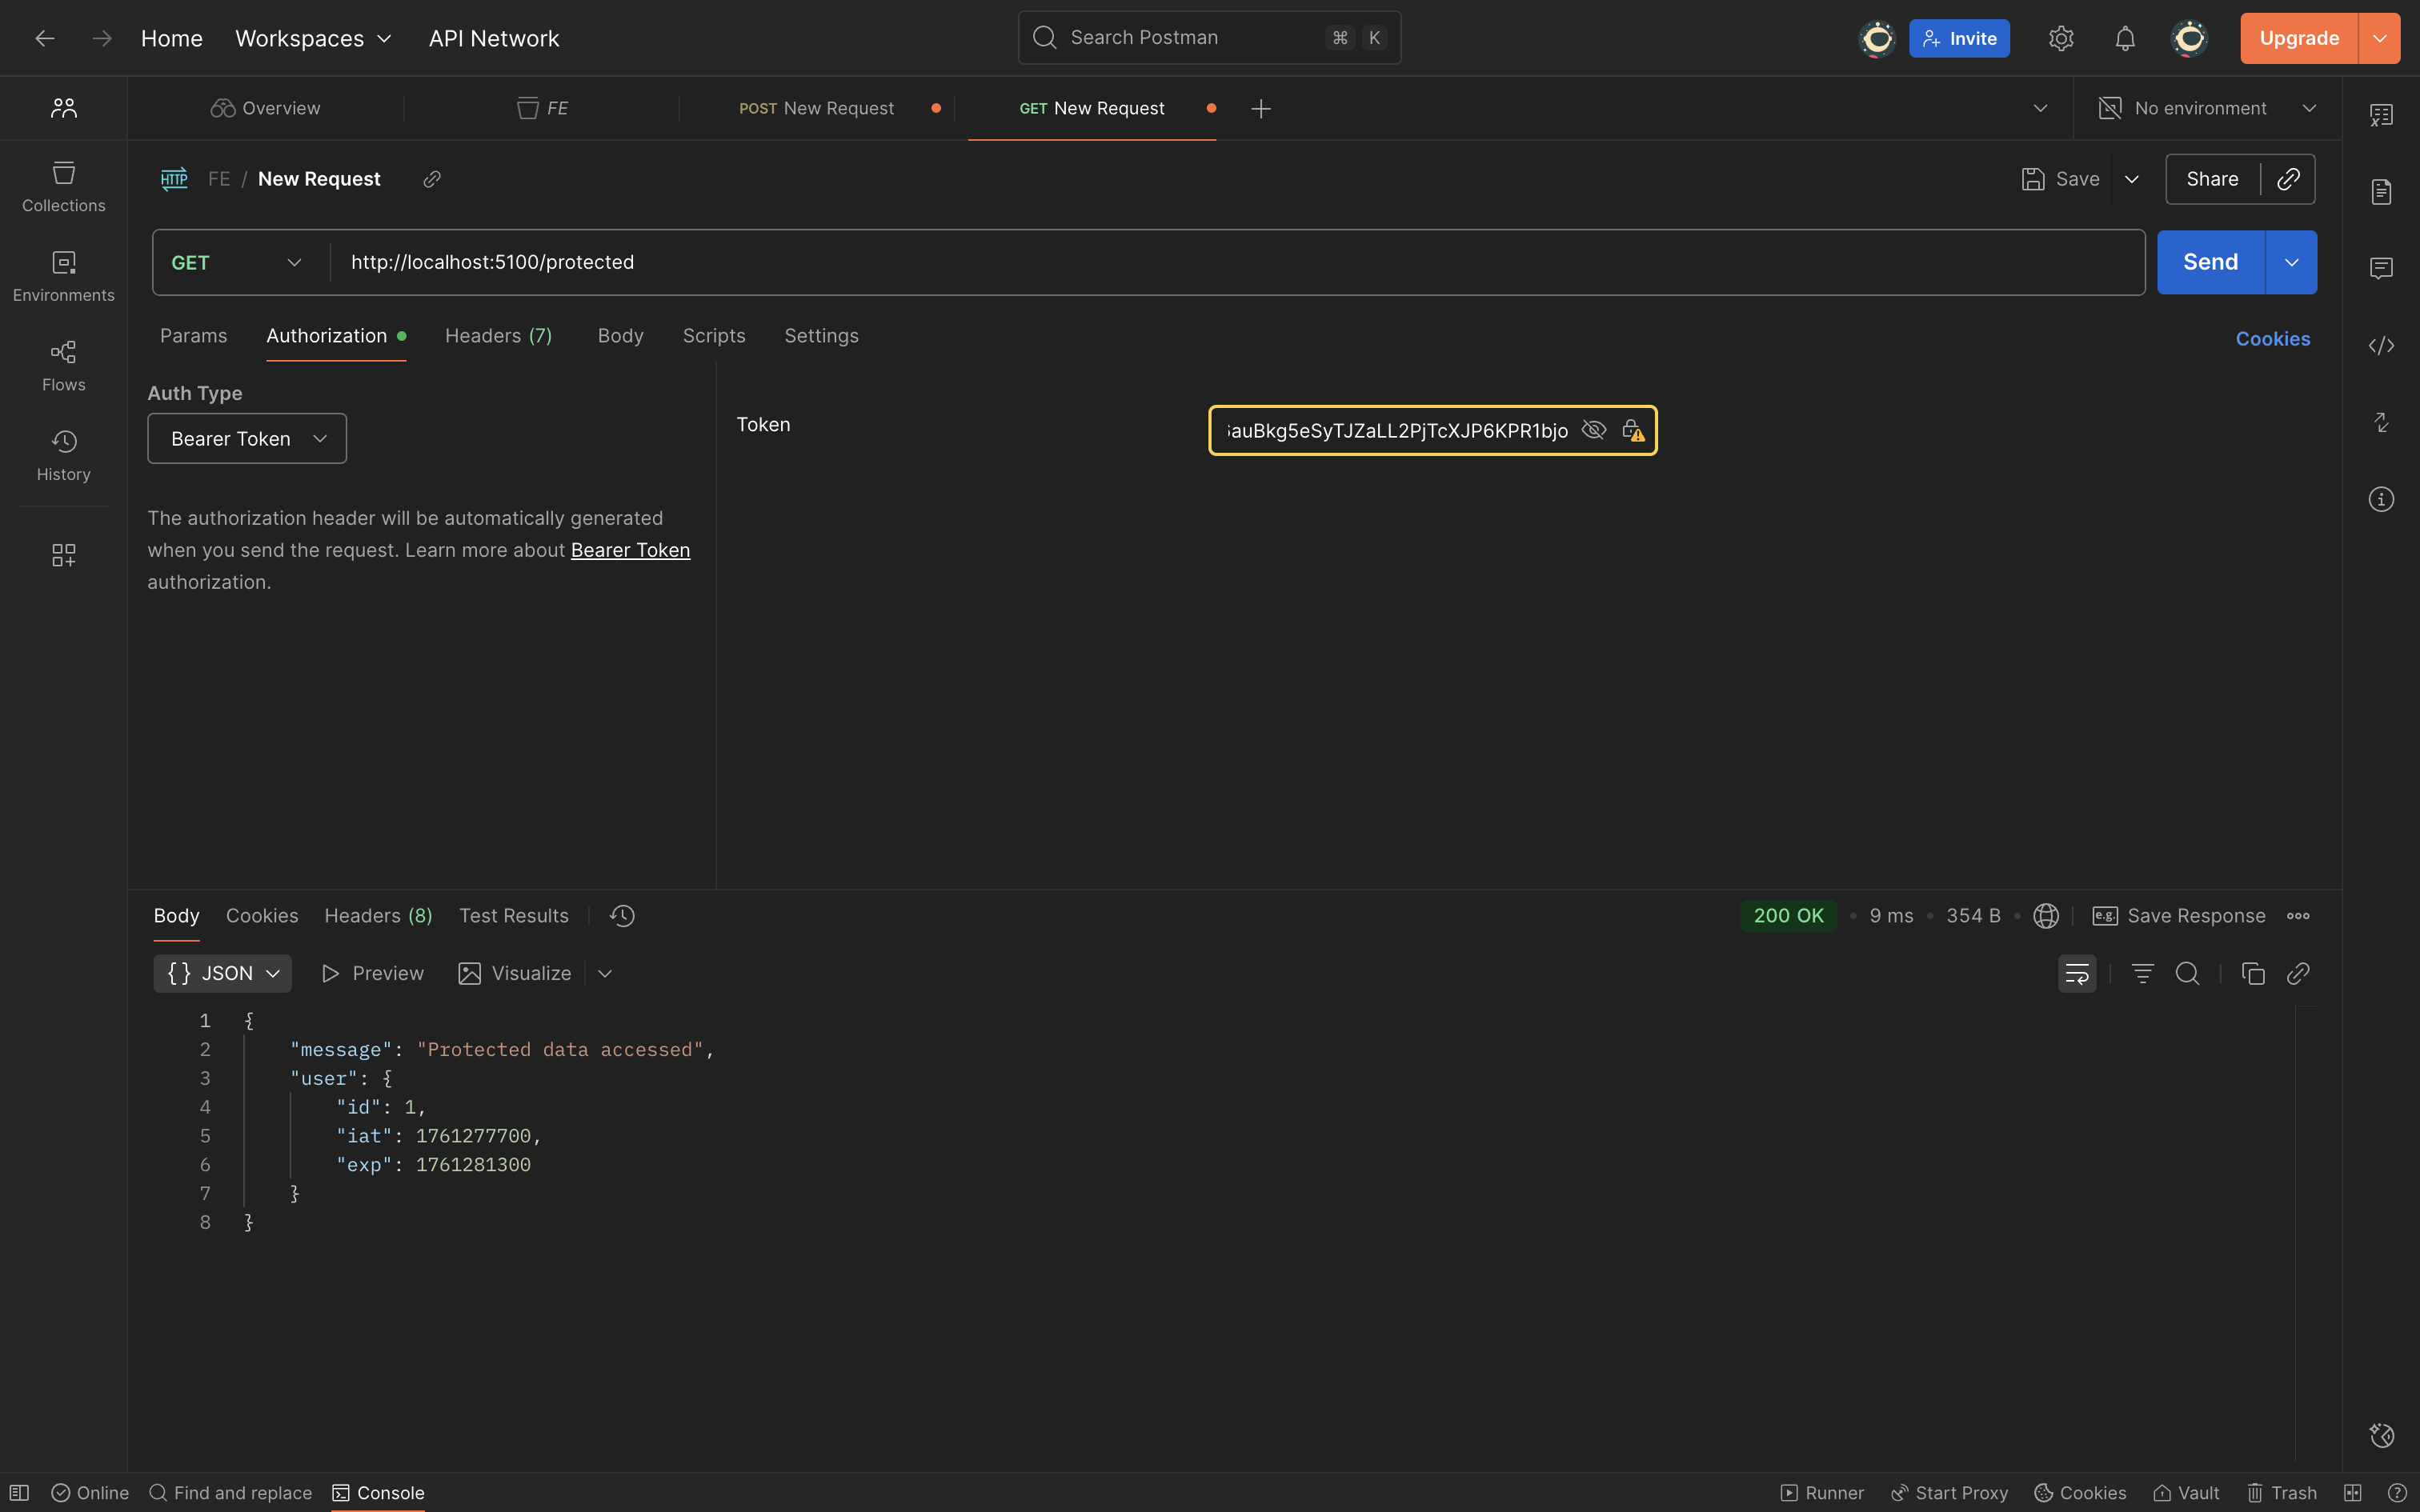 Home Workspaces API Network Search Postman ⌘ K Invite Upgrade
Overview FE POST New Request GET New Request No environment
HTTP FE / New Request Save Share
GET http://localhost:5100/protected Send
Params Authorization Headers (7) Body Scripts Settings Cookies
Collections
Environments
Flows
History
Auth Type
Bearer Token
The authorization header will be automatically generated
when you send the request. Learn more about Bearer Token
authorization.
Token auBkg5eSyTJZaLL2PjTcXJP6KPR1bjo
Body Cookies Headers (8) Test Results 200 OK 9 ms 354 B e.g. Save Response
{} JSON Preview Visualize
1 {
2 "message": "Protected data accessed",
3 "user": {
4 "id": 1,
5 "iat": 1761277700,
6 "exp": 1761281300
7 }
8 }
Online Find and replace Console Runner Start Proxy Cookies Vault Trash